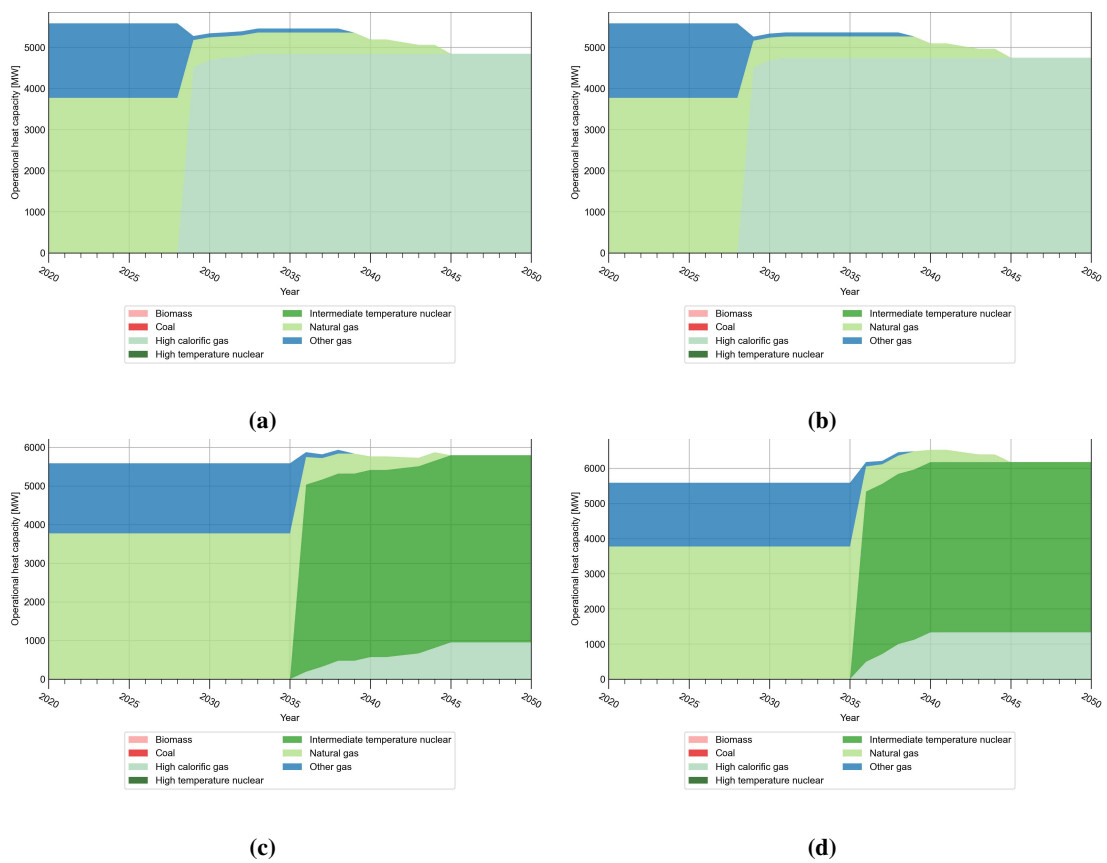 Operational heat capacity [MW]
5000
4000
3000
2000
1000
0
2020
2025
2030
2035
2040
2045
2050
Year
Biomass
Coal
High calorific gas
High temperature nuclear
Intermediate temperature nuclear
Natural gas
Other gas
(a)
Operational heat capacity [MW]
5000
4000
3000
2000
1000
0
2020
2025
2030
2035
2040
2045
2050
Year
Biomass
Coal
High calorific gas
High temperature nuclear
Intermediate temperature nuclear
Natural gas
Other gas
(b)
Operational heat capacity [MW]
6000
5000
4000
3000
2000
1000
0
2020
2025
2030
2035
2040
2045
2050
Year
Biomass
Coal
High calorific gas
High temperature nuclear
Intermediate temperature nuclear
Natural gas
Other gas
(c)
Operational heat capacity [MW]
6000
5000
4000
3000
2000
1000
0
2020
2025
2030
2035
2040
2045
2050
Year
Biomass
Coal
High calorific gas
High temperature nuclear
Intermediate temperature nuclear
Natural gas
Other gas
(d)